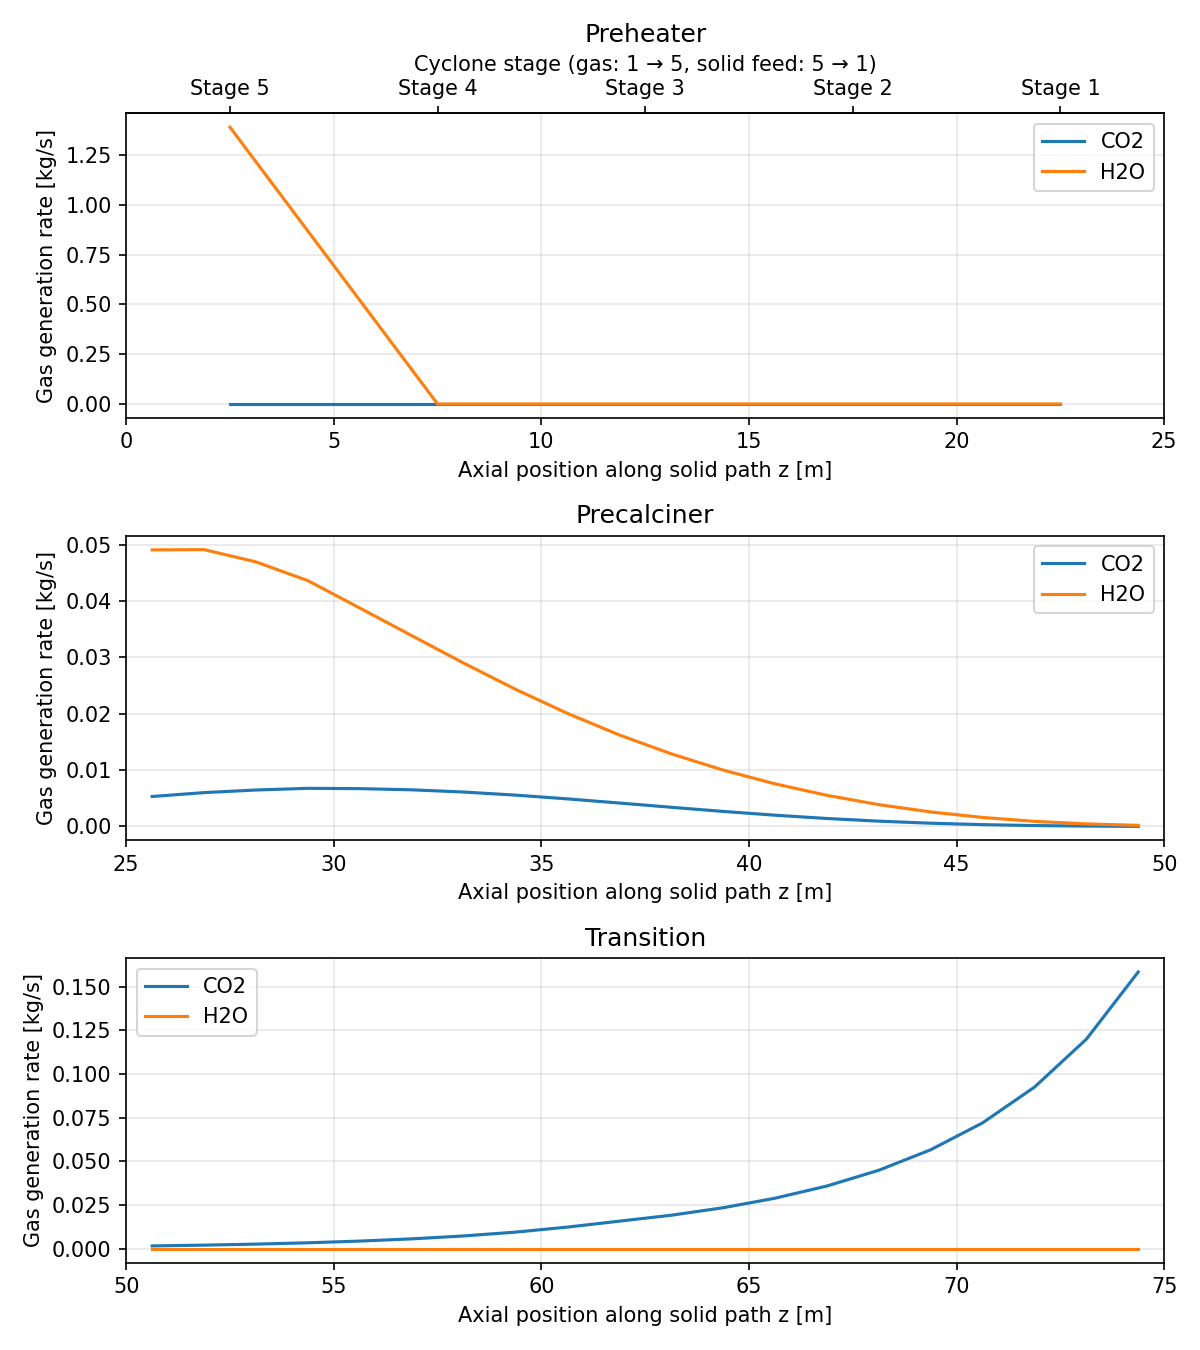 Preheater
Cyclone stage (gas: 1 → 5, solid feed: 5 → 1)
Stage 5 Stage 4 Stage 3 Stage 2 Stage 1
Gas generation rate [kg/s]
1.25
1.00
0.75
0.50
0.25
0.00
CO2
H2O
0 5 10 15 20 25
Axial position along solid path z [m]
Precalciner
Gas generation rate [kg/s]
0.05
0.04
0.03
0.02
0.01
0.00
CO2
H2O
25 30 35 40 45 50
Axial position along solid path z [m]
Transition
Gas generation rate [kg/s]
0.150
0.125
0.100
0.075
0.050
0.025
0.000
CO2
H2O
50 55 60 65 70 75
Axial position along solid path z [m]